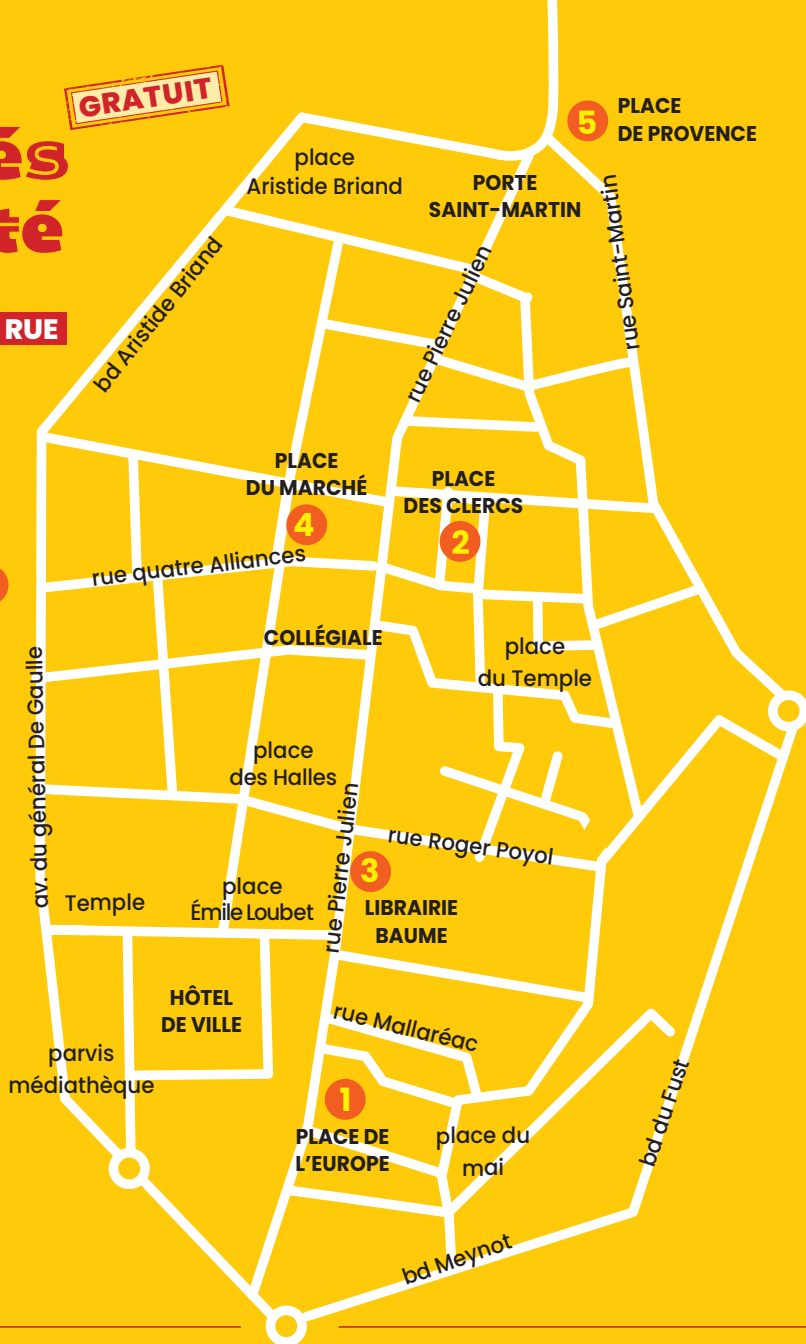 GRATUIT
és
té
RUE
5
PLACE
DE PROVENCE
place
Aristide Briand
PORTE
SAINT-MARTIN
rue Saint-Martin
bd Aristide Briand
rue Pierre Julien
PLACE
DU MARCHÉ
4
PLACE
DES CLERCS
2
rue quatre Alliances
COLLÉGIALE
place
du Temple
av. du général De Gaulle
place
des Halles
rue Pierre Julien
rue Roger Poyol
3
LIBRAIRIE
BAUME
Temple
place
Émile Loubet
HÔTEL
DE VILLE
rue Mallaréac
parvis
médiathèque
1
PLACE DE
L'EUROPE
place du
mai
bd du Fust
bd Meynot